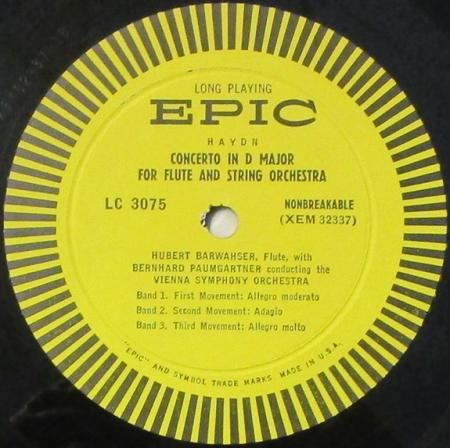 LONG PLAYING
EPIC
HAYDN
CONCERTO IN D MAJOR
FOR FLUTE AND STRING ORCHESTRA
LC 3075
NONBREAKABLE
(XEM 32337)
HUBERT BARWAHSER, Flute, with
BERNHARD PAUMGARTNER conducting the
VIENNA SYMPHONY ORCHESTRA
Band 1. First Movement: Allegro moderato
Band 2. Second Movement: Adagio
Band 3. Third Movement: Allegro molto
"EPIC" AND SYMBOL TRADE MARKS. MADE IN U.S.A.